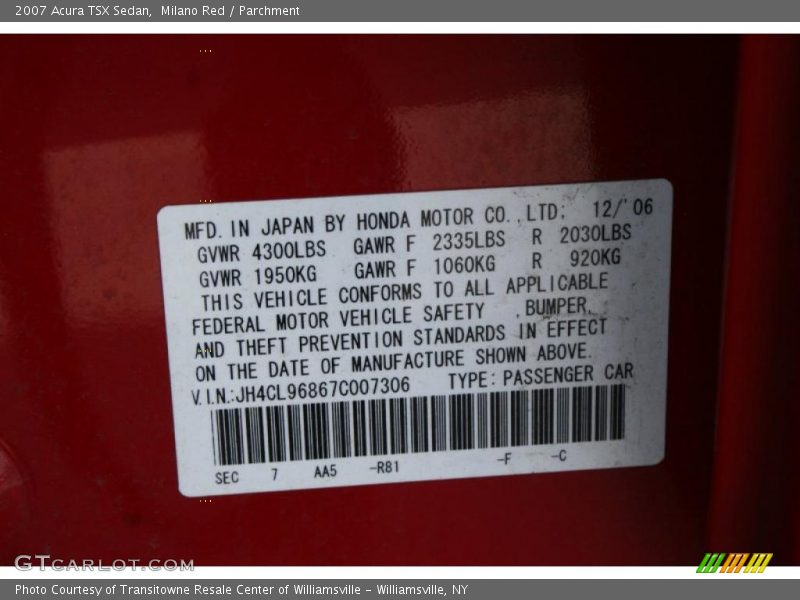 2007 Acura TSX Sedan,  Milano Red / Parchment
MFD. IN JAPAN BY HONDA MOTOR CO.,LTD; 12/'06
GVWR 4300LBS GAWR F 2335LBS R 2030LBS
GVWR 1950KG GAWR F 1060KG R 920KG
THIS VEHICLE CONFORMS TO ALL APPLICABLE
FEDERAL MOTOR VEHICLE SAFETY ,BUMPER,
AND THEFT PREVENTION STANDARDS IN EFFECT
ON THE DATE OF MANUFACTURE SHOWN ABOVE.
V.I.N.:JH4CL96867C007306 TYPE:PASSENGER CAR
SEC 7 AA5 -R81 -F -C
GTCARLOT.COM
Photo Courtesy of Transitowne Resale Center of Williamsville - Williamsville, NY